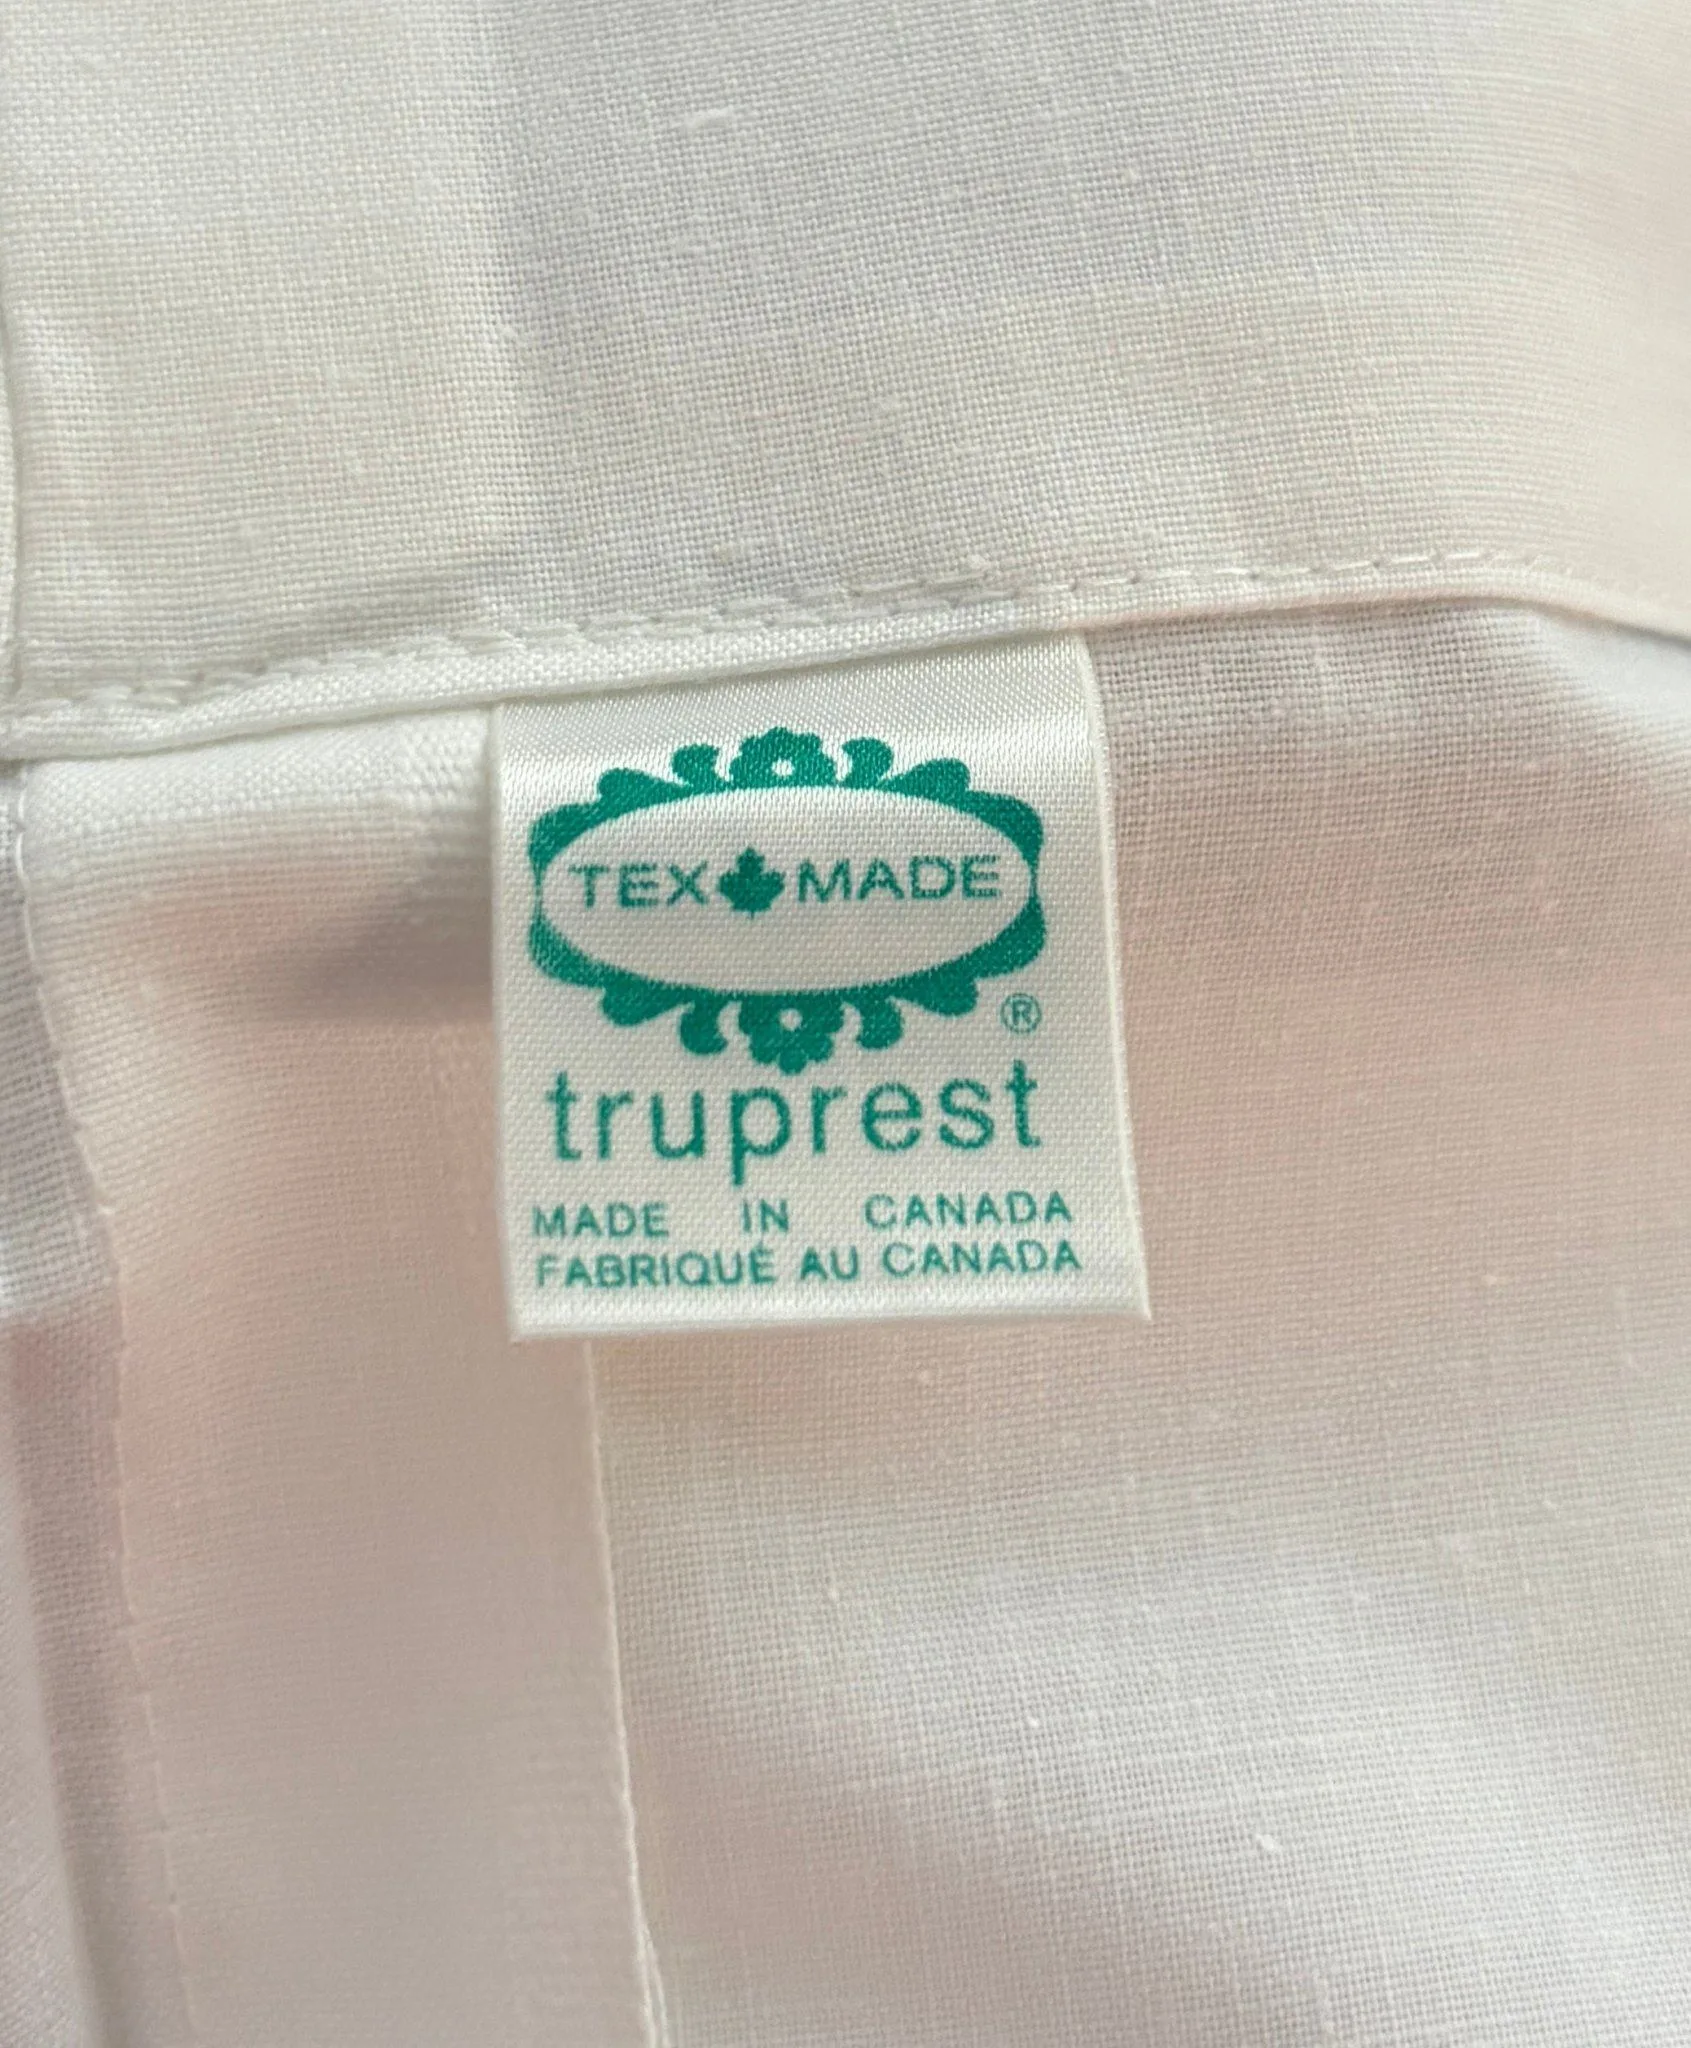 TEX MADE
®
truprest
MADE IN CANADA
FABRIQUÉ AU CANADA